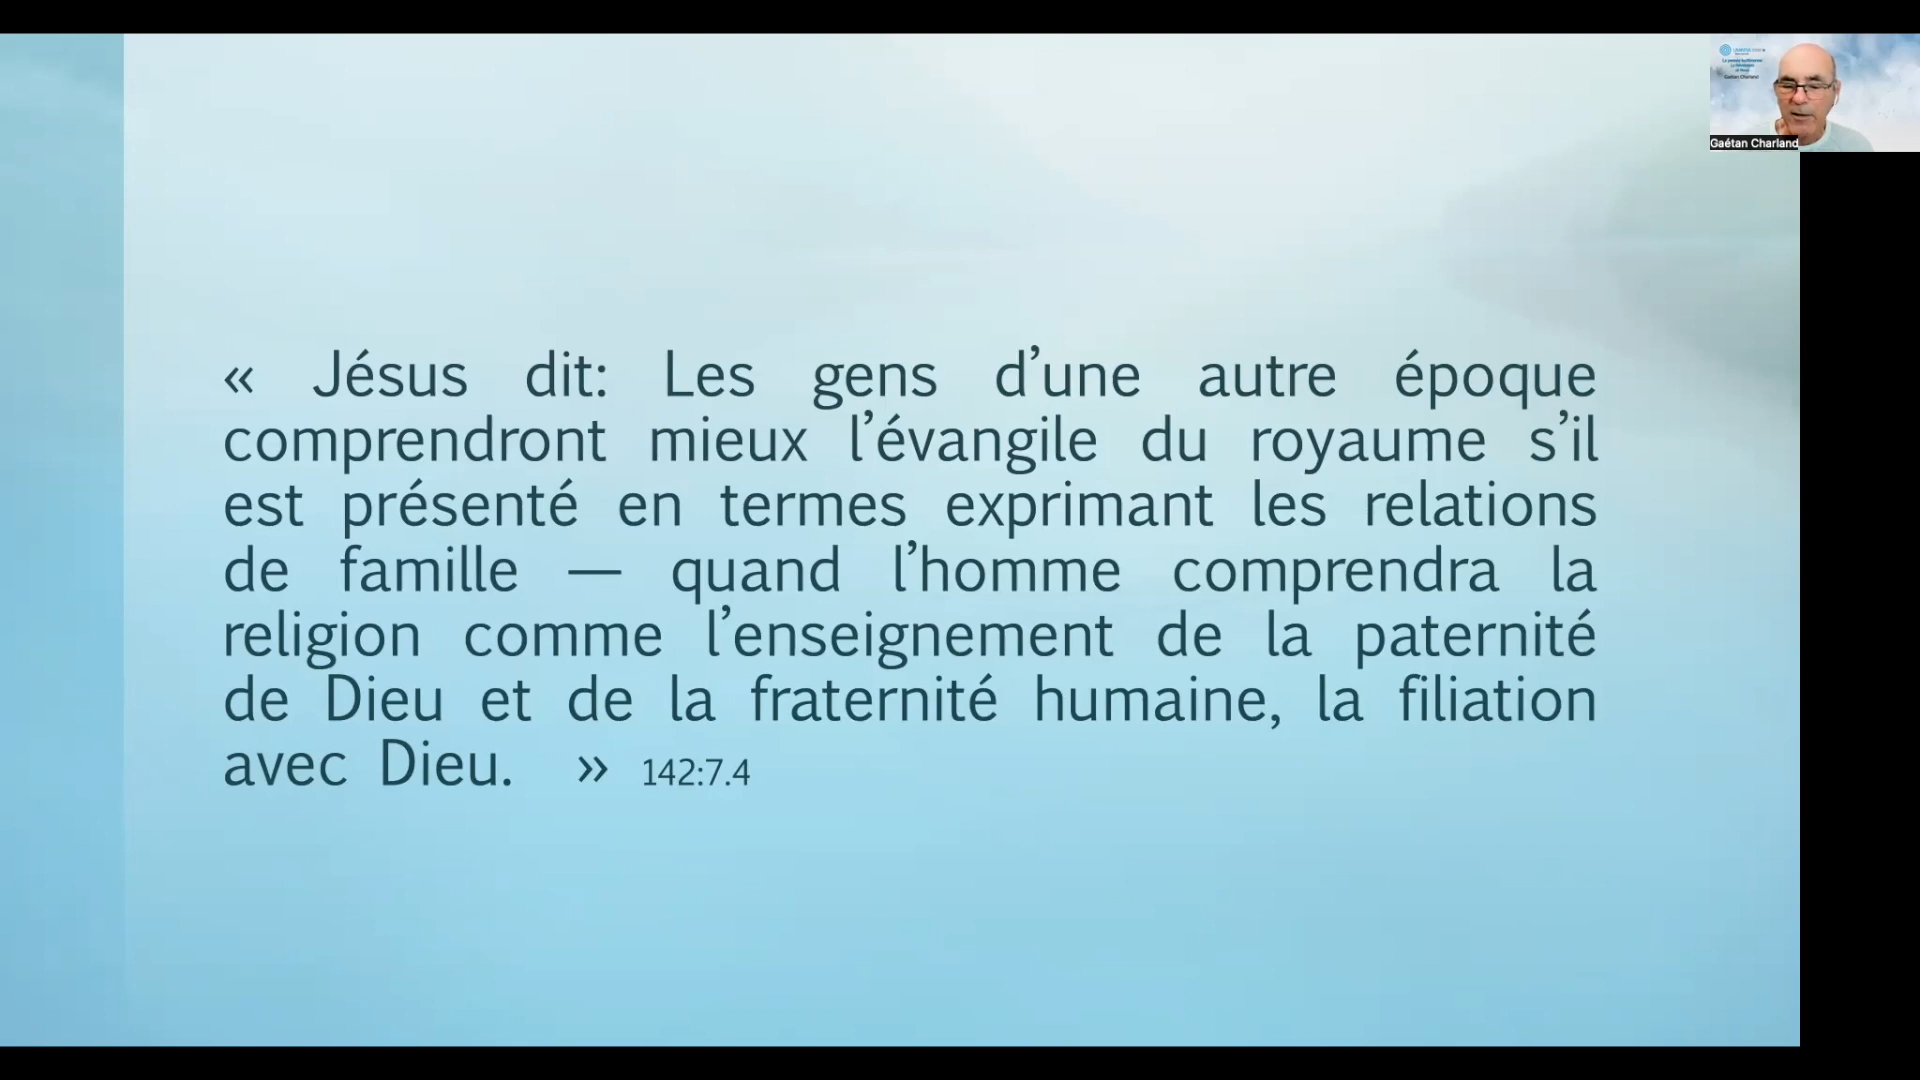 « Jésus dit: Les gens d’une autre époque
comprendront mieux l’évangile du royaume s’il
est présenté en termes exprimant les relations
de famille — quand l’homme comprendra la
religion comme l’enseignement de la paternité
de Dieu et de la fraternité humaine, la filiation
avec Dieu. » 142:7.4
Gaétan Charland
Gaétan Charland